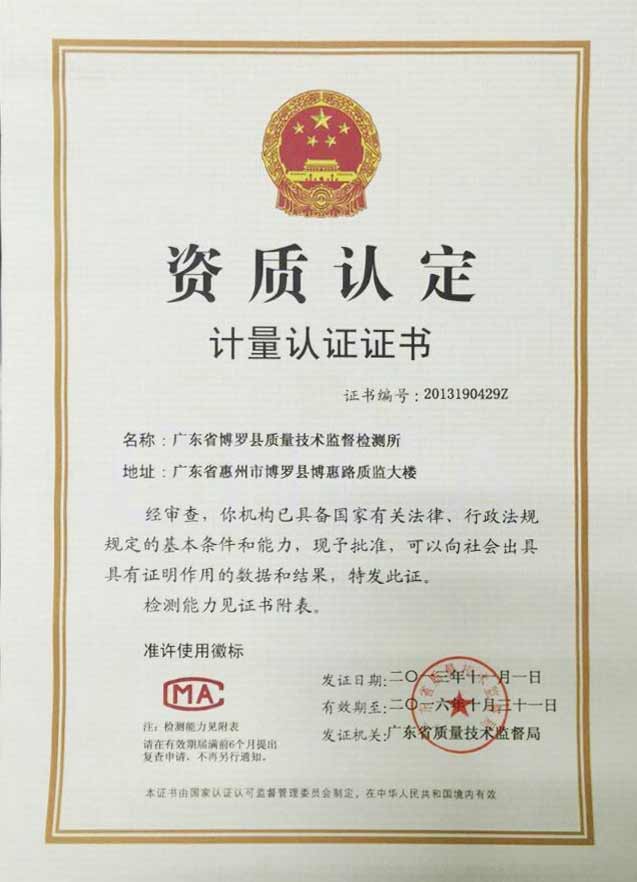 资质认定
计量认证证书
证书编号：2013190429Z
名称：广东省博罗县质量技术监督检测所
地址：广东省惠州市博罗县博惠路质监大楼
经审查，你机构已具备国家有关法律、行政法规
规定的基本条件和能力，现予批准，可以向社会出具
具有证明作用的数据和结果，特发此证。
检测能力见证书附表。
准许使用徽标
MA
注：检测能力见附表
请在有效期届满前6个月提出
复查申请，不再另行通知。
发证日期：二〇一三年十一月一日
有效期至：二〇一六年十月三十一日
发证机关：广东省质量技术监督局
本证书由国家认证认可监督管理委员会制定，在中华人民共和国境内有效